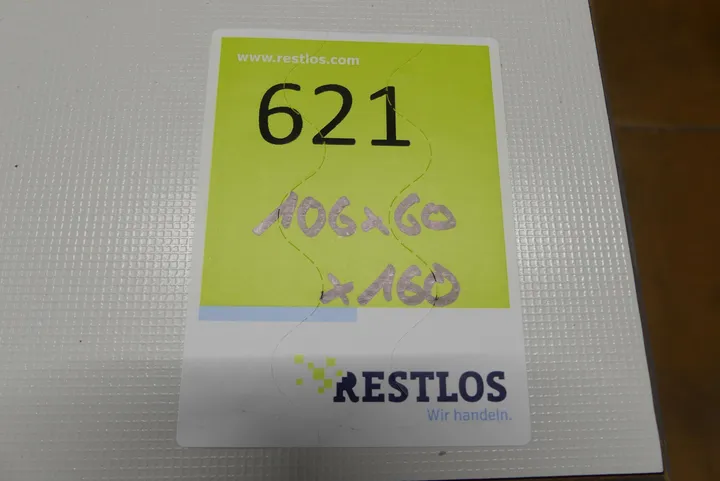 www.restlos.com
621
106x60
x160
RESTLOS
Wir handeln.